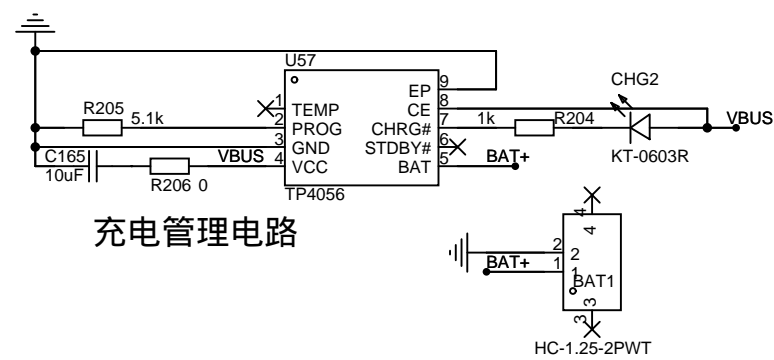 U57
R205
5.1k
1
TEMP
2
PROG
3
GND
4
VCC
EP
9
CE
8
CHRG#
7
STDBY#
6
BAT
5
TP4056
C165
10uF
R206 0
VBUS
CHG2
1k
R204
KT-0603R
VBUS
BAT+
充电管理电路
4
4
2
2
BAT+
1
1
BAT1
3
3
HC-1.25-2PWT